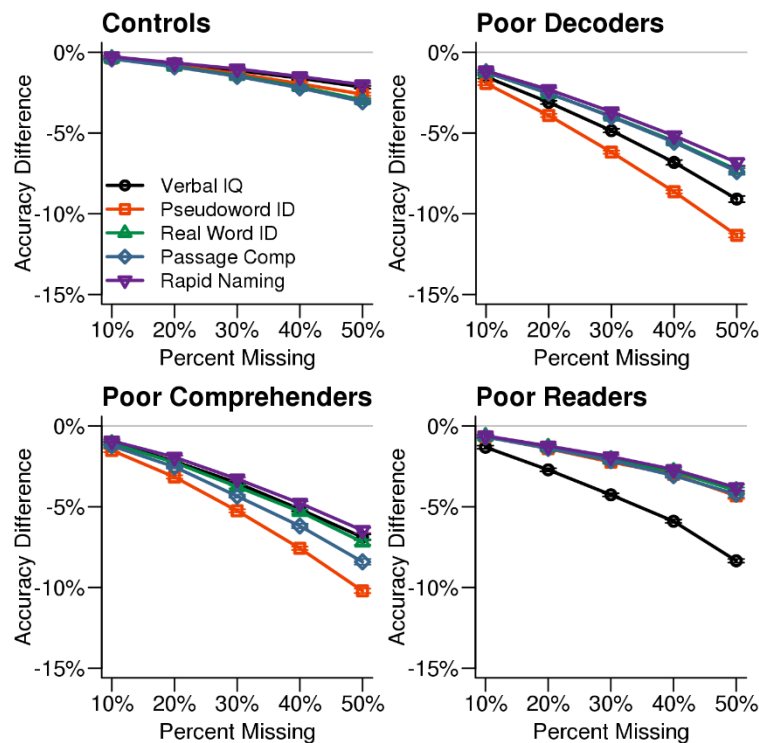 Controls
0%
-5%
-10%
-15%
Accuracy Difference
Verbal IQ
Pseudoword ID
Real Word ID
Passage Comp
Rapid Naming
10% 20% 30% 40% 50%
Percent Missing
Poor Decoders
0%
-5%
-10%
-15%
Accuracy Difference
10% 20% 30% 40% 50%
Percent Missing
Poor Comprehenders
0%
-5%
-10%
-15%
Accuracy Difference
10% 20% 30% 40% 50%
Percent Missing
Poor Readers
0%
-5%
-10%
-15%
Accuracy Difference
10% 20% 30% 40% 50%
Percent Missing